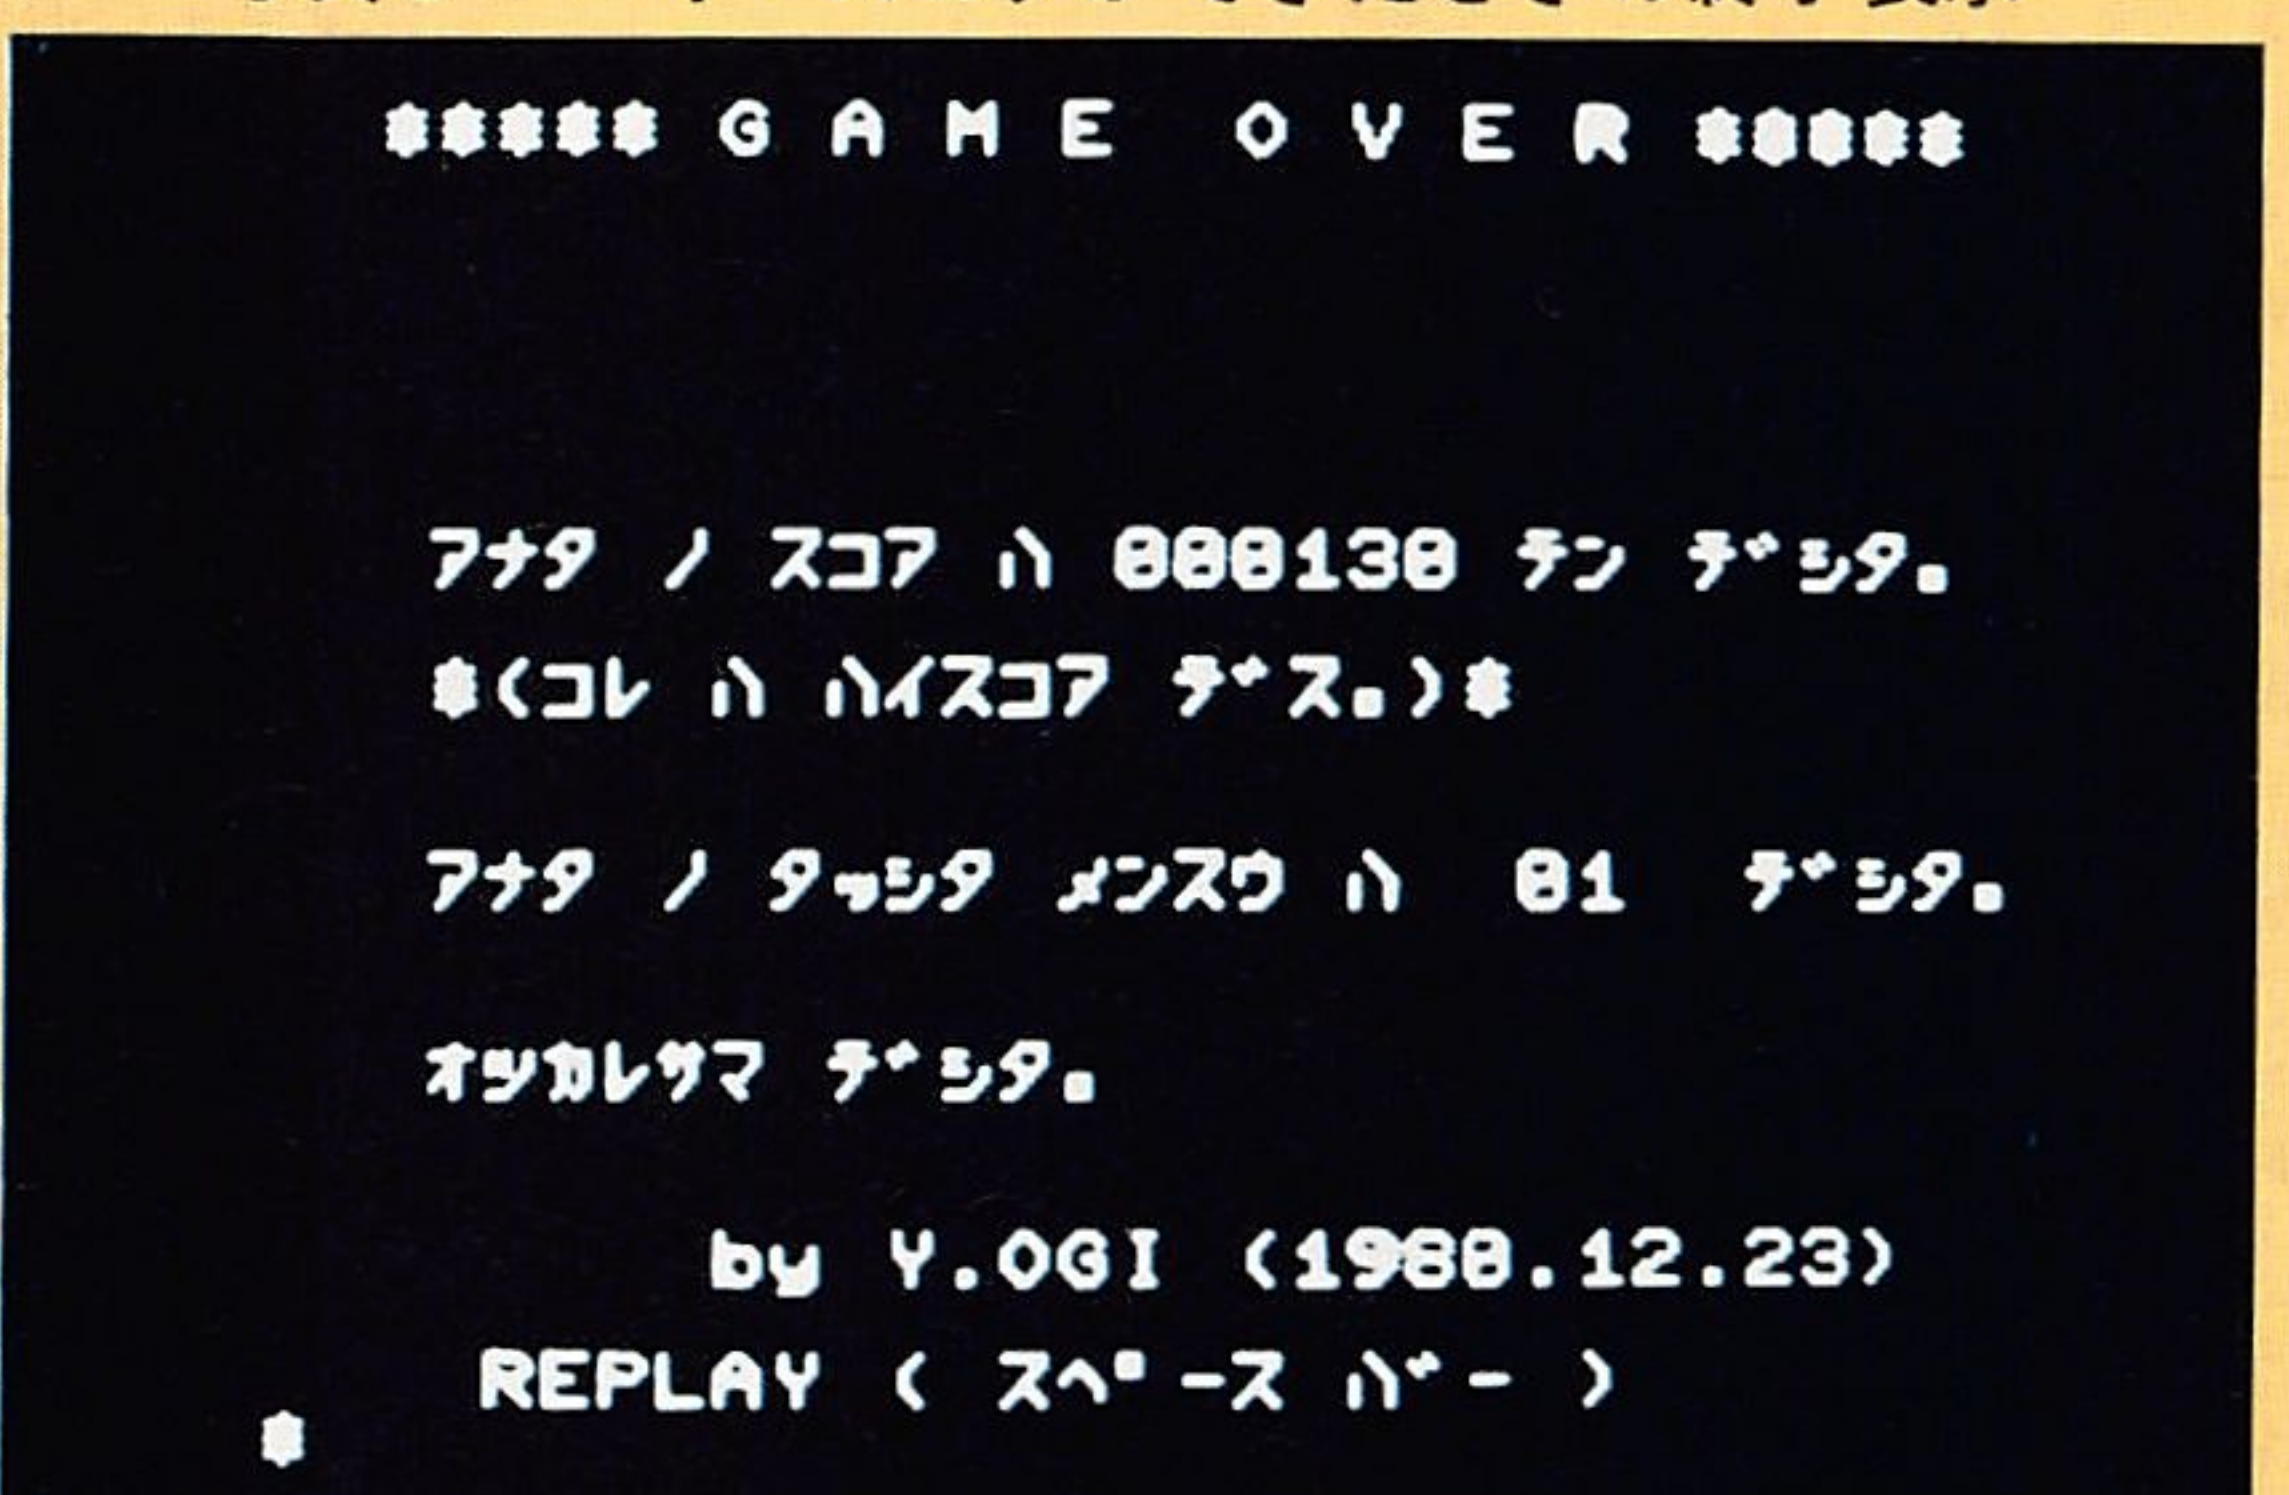 ***** G A M E   O V E R *****
アナタ ノ スコア ハ 000130 テン デシタ。
*(コレ ハ ハイスコア デス。)*
アナタ ノ タッシタ メンスウ ハ 01 デシタ。
オツカレサマ デシタ。
by Y.OGI (1980.12.23)
REPLAY ( スペース バー )
*